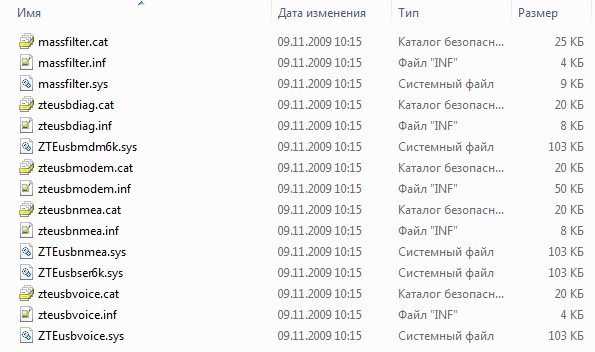 Имя Дата изменения Тип Размер
massfilter.cat 09.11.2009 10:15 Каталог безопасн... 25 КБ
massfilter.inf 09.11.2009 10:15 Файл "INF" 4 КБ
massfilter.sys 09.11.2009 10:15 Системный файл 9 КБ
zteusbdiag.cat 09.11.2009 10:15 Каталог безопасн... 20 КБ
zteusbdiag.inf 09.11.2009 10:15 Файл "INF" 8 КБ
ZTEusbmdm6k.sys 09.11.2009 10:15 Системный файл 103 КБ
zteusbmodem.cat 09.11.2009 10:15 Каталог безопасн... 20 КБ
zteusbmodem.inf 09.11.2009 10:15 Файл "INF" 50 КБ
zteusbnmea.cat 09.11.2009 10:15 Каталог безопасн... 20 КБ
zteusbnmea.inf 09.11.2009 10:15 Файл "INF" 8 КБ
ZTEusbnmea.sys 09.11.2009 10:15 Системный файл 103 КБ
ZTEusbser6k.sys 09.11.2009 10:15 Системный файл 103 КБ
zteusbvoice.cat 09.11.2009 10:15 Каталог безопасн... 20 КБ
zteusbvoice.inf 09.11.2009 10:15 Файл "INF" 4 КБ
ZTEusbvoice.sys 09.11.2009 10:15 Системный файл 103 КБ